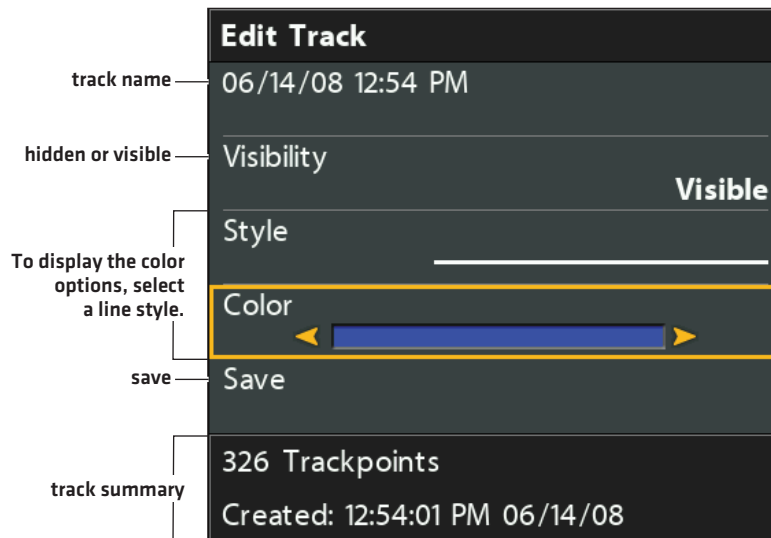 Edit Track
track name
06/14/08 12:54 PM
hidden or visible
Visibility
Visible
To display the color
options, select
a line style.
Style
Color
save
Save
track summary
326 Trackpoints
Created: 12:54:01 PM 06/14/08